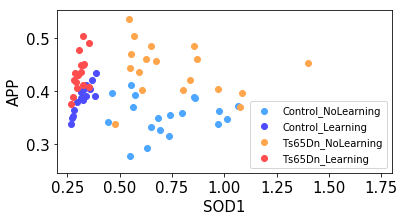 0.5
0.4
0.3
APP
Control_NoLearning
Control_Learning
Ts65Dn_NoLearning
Ts65Dn_Learning
0.25 0.50 0.75 1.00 1.25 1.50 1.75
SOD1